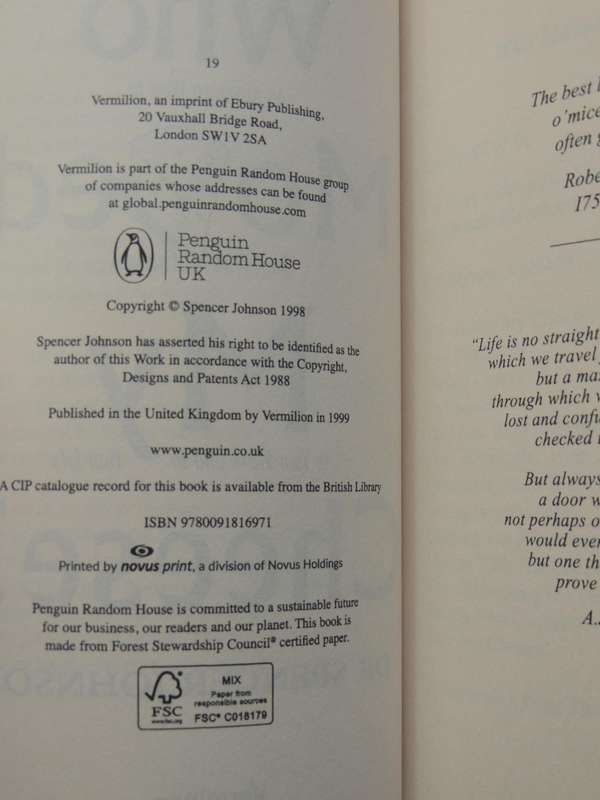 19
Vermilion, an imprint of Ebury Publishing,
20 Vauxhall Bridge Road,
London SW1V 2SA
Vermilion is part of the Penguin Random House group
of companies whose addresses can be found
at global.penguinrandomhouse.com
Penguin
Random House
UK
Copyright © Spencer Johnson 1998
Spencer Johnson has asserted his right to be identified as the
author of this Work in accordance with the Copyright,
Designs and Patents Act 1988
Published in the United Kingdom by Vermilion in 1999
www.penguin.co.uk
A CIP catalogue record for this book is available from the British Library
ISBN 9780091816971
Printed by novus print, a division of Novus Holdings
Penguin Random House is committed to a sustainable future
for our business, our readers and our planet. This book is
made from Forest Stewardship Council® certified paper.
FSC
www.fsc.org
MIX
Paper from
responsible sources
FSC® C018179
The best
o'mice
often
Robe
175
"Life is no straight
which we travel
but a ma
through which
lost and confu
checked
But always
a door
not perhaps o
would ever
but one th
prove
A.